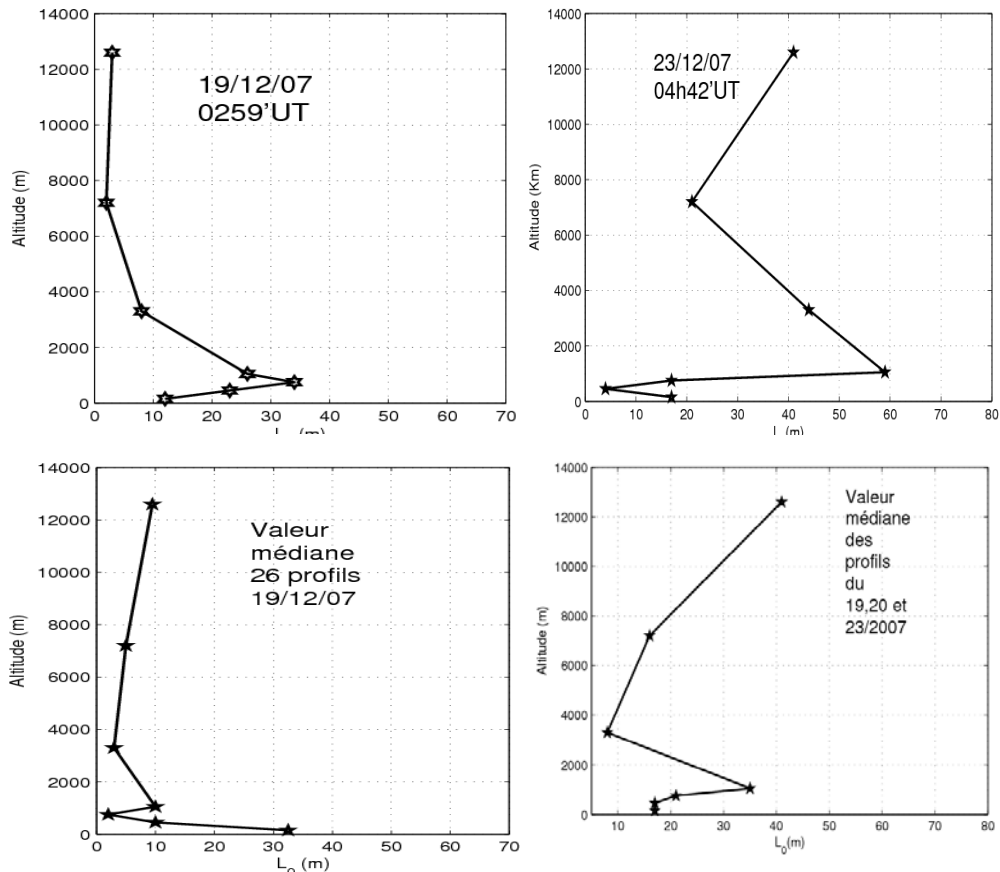 14000
12000
10000
8000
6000
4000
2000
0
0 10 20 30 40 50 60 70
Altitude (m)
19/12/07
0259'UT
L (m)
14000
12000
10000
8000
6000
4000
2000
0
0 10 20 30 40 50 60 70 80
Altitude (Km)
23/12/07
04h42'UT
L (m)
14000
12000
10000
8000
6000
4000
2000
0
0 10 20 30 40 50 60 70
Altitude (m)
Valeur
médiane
26 profils
19/12/07
L₀ (m)
14000
12000
10000
8000
6000
4000
2000
0
10 20 30 40 50 60 70 80
Altitude (m)
Valeur
médiane
des
profils
du
19,20 et
23/2007
L₀(m)